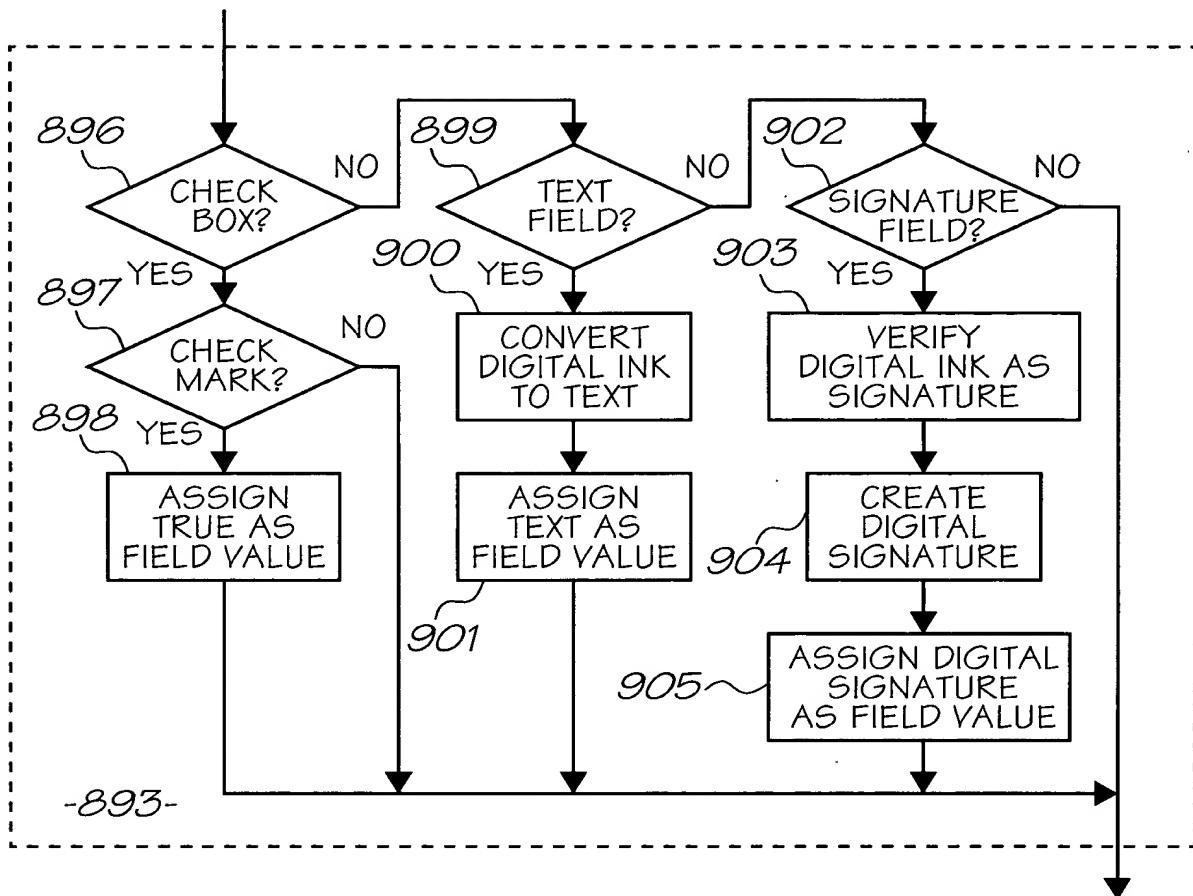 896
CHECK
BOX?
NO
YES
897
CHECK
MARK?
NO
YES
898
ASSIGN
TRUE AS
FIELD VALUE
899
TEXT
FIELD?
NO
YES
900
CONVERT
DIGITAL INK
TO TEXT
ASSIGN
TEXT AS
FIELD VALUE
901
902
SIGNATURE
FIELD?
NO
YES
903
VERIFY
DIGITAL INK AS
SIGNATURE
CREATE
DIGITAL
SIGNATURE
904
ASSIGN DIGITAL
SIGNATURE
AS FIELD VALUE
905
-893-